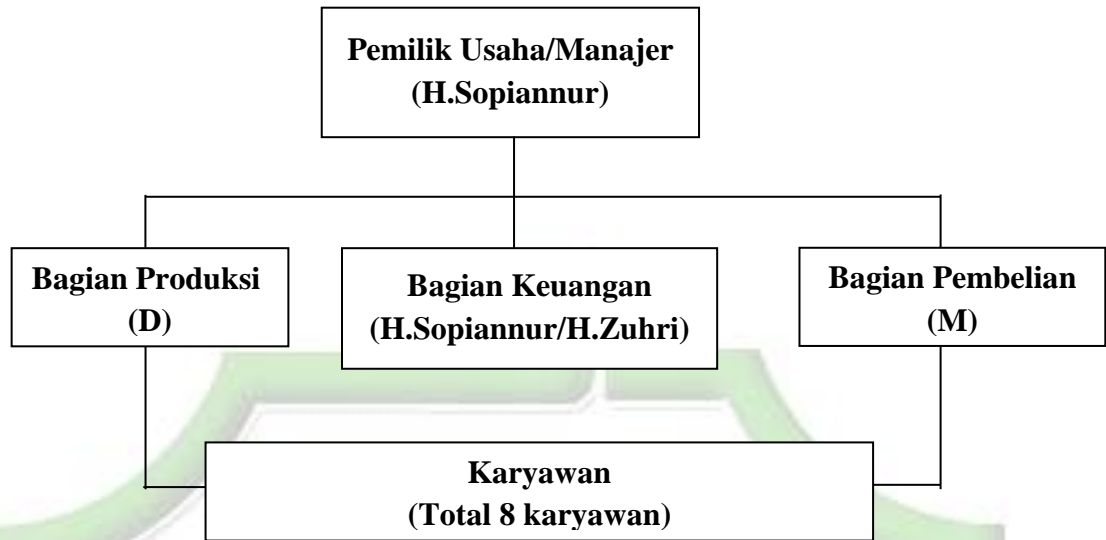 Pemilik Usaha/Manajer
(H.Sopiannur)
Bagian Produksi
(D)
Bagian Keuangan
(H.Sopiannur/H.Zuhri)
Bagian Pembelian
(M)
Karyawan
(Total 8 karyawan)